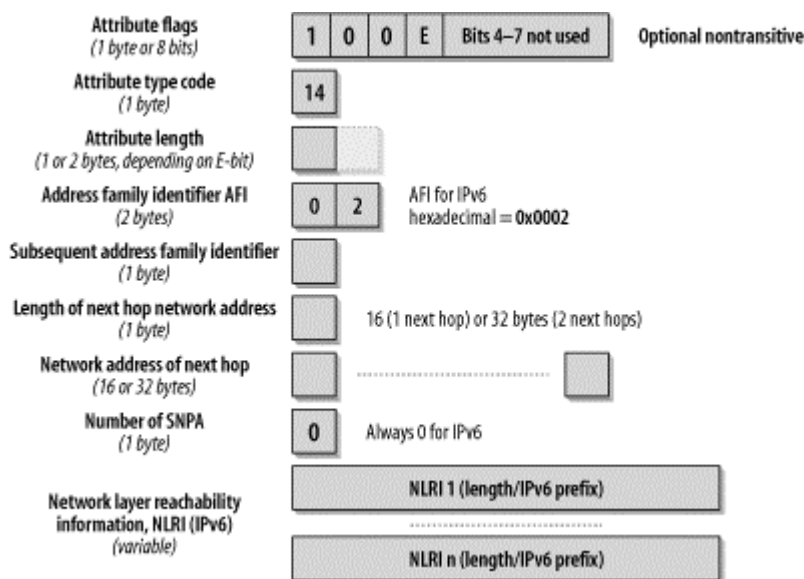 Attribute flags
(1 byte or 8 bits)
1 0 0 E Bits 4–7 not used
Optional nontransitive
Attribute type code
(1 byte)
14
Attribute length
(1 or 2 bytes, depending on E-bit)
Address family identifier AFI
(2 bytes)
0 2
AFI for IPv6
hexadecimal = 0x0002
Subsequent address family identifier
(1 byte)
Length of next hop network address
(1 byte)
16 (1 next hop) or 32 bytes (2 next hops)
Network address of next hop
(16 or 32 bytes)
Number of SNPA
(1 byte)
0
Always 0 for IPv6
Network layer reachability
information, NLRI (IPv6)
(variable)
NLRI 1 (length/IPv6 prefix)
NLRI n (length/IPv6 prefix)